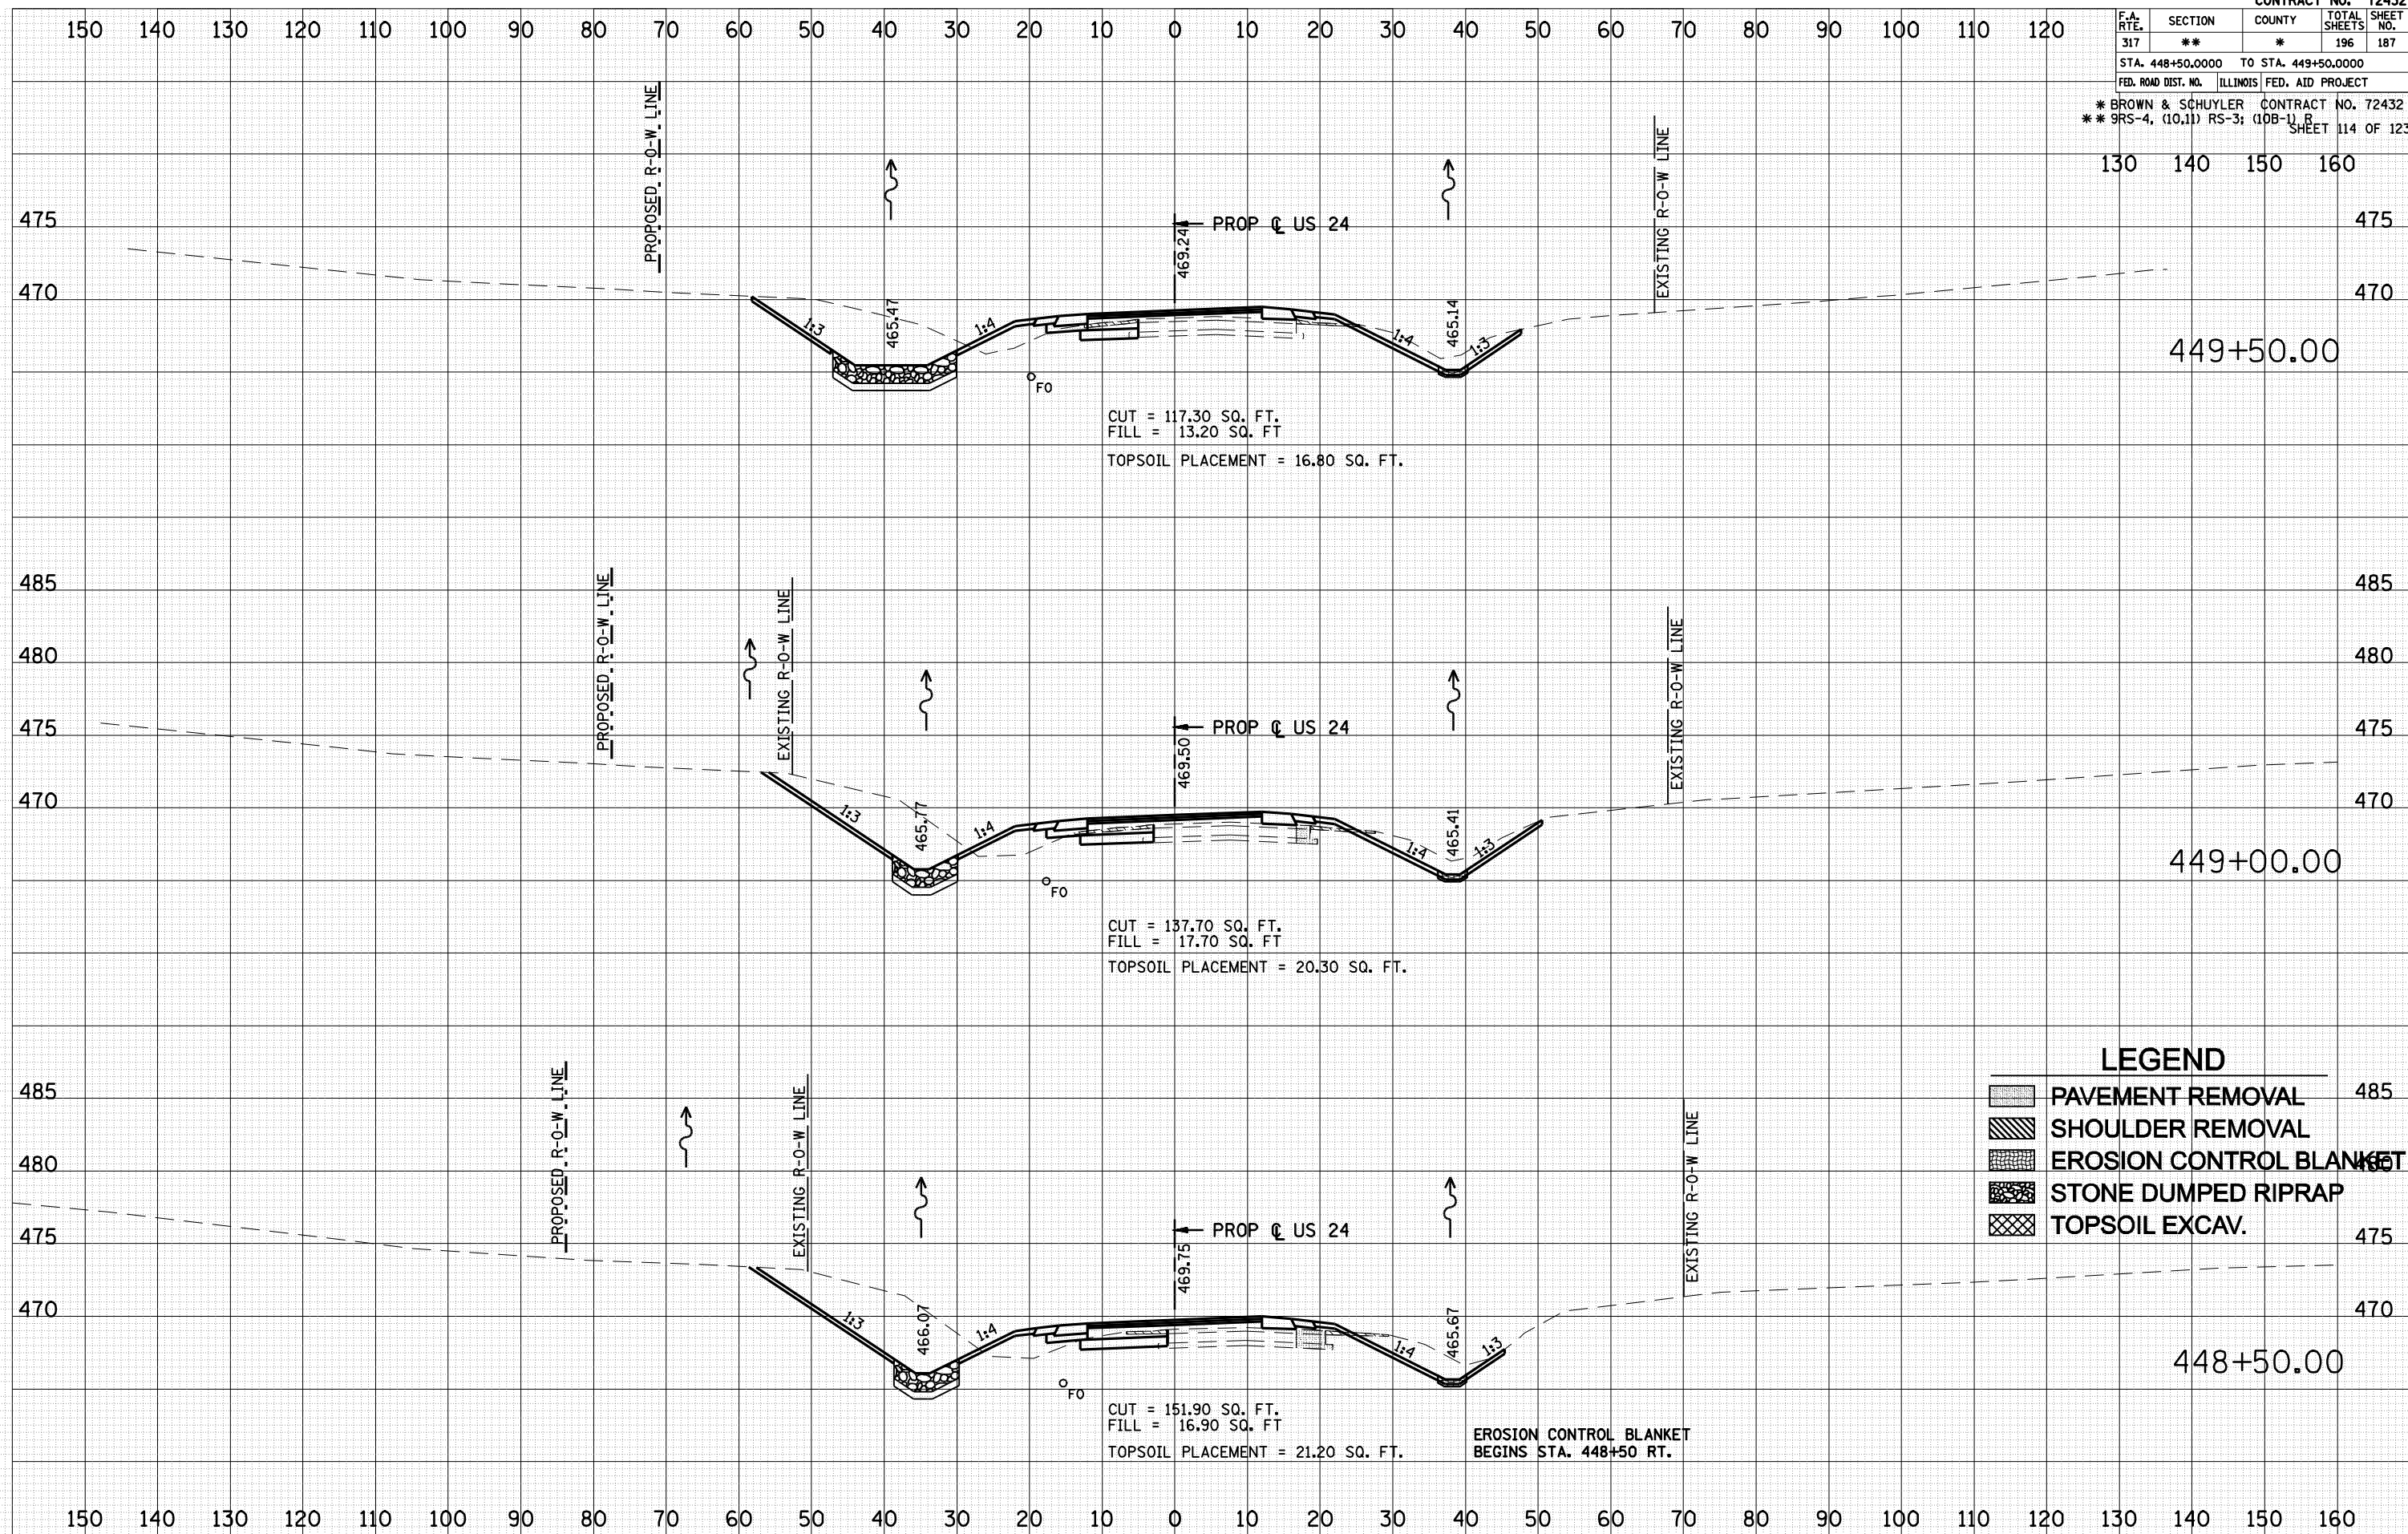 CONTRACT NO. 72432
F.A. RTE. SECTION COUNTY TOTAL SHEETS SHEET NO.
317 ** * 196 187
STA. 448+50.0000 TO STA. 449+50.0000
FED. ROAD DIST. NO. ILLINOIS FED. AID PROJECT
* BROWN & SCHUYLER CONTRACT NO. 72432
** 9RS-4, (10,11) RS-3; (10B-1) R
SHEET 114 OF 123
150 140 130 120 110 100 90 80 70 60 50 40 30 20 10 0 10 20 30 40 50 60 70 80 90 100 110 120
130 140 150 160
PROPOSED R-O-W LINE
EXISTING R-O-W LINE
475 475
PROP ℄ US 24
469.24
470 470
465.47
465.14
1:3
1:4
1:4
1:3
449+50.00
FO
CUT = 117.30 SQ. FT.
FILL = 13.20 SQ. FT
TOPSOIL PLACEMENT = 16.80 SQ. FT.
485 485
PROPOSED R-O-W LINE
EXISTING R-O-W LINE
EXISTING R-O-W LINE
480 480
475 475
PROP ℄ US 24
469.50
470 470
465.77
465.41
1:3
1:4
1:4
1:3
449+00.00
FO
CUT = 137.70 SQ. FT.
FILL = 17.70 SQ. FT
TOPSOIL PLACEMENT = 20.30 SQ. FT.
LEGEND
PAVEMENT REMOVAL
SHOULDER REMOVAL
EROSION CONTROL BLANKET
STONE DUMPED RIPRAP
TOPSOIL EXCAV.
485 485
PROPOSED R-O-W LINE
EXISTING R-O-W LINE
EXISTING R-O-W LINE
480 480
475 475
PROP ℄ US 24
469.75
470 470
466.07
465.67
1:3
1:4
1:4
1:3
448+50.00
FO
CUT = 151.90 SQ. FT.
FILL = 16.90 SQ. FT
TOPSOIL PLACEMENT = 21.20 SQ. FT.
EROSION CONTROL BLANKET
BEGINS STA. 448+50 RT.
150 140 130 120 110 100 90 80 70 60 50 40 30 20 10 0 10 20 30 40 50 60 70 80 90 100 110 120 130 140 150 160